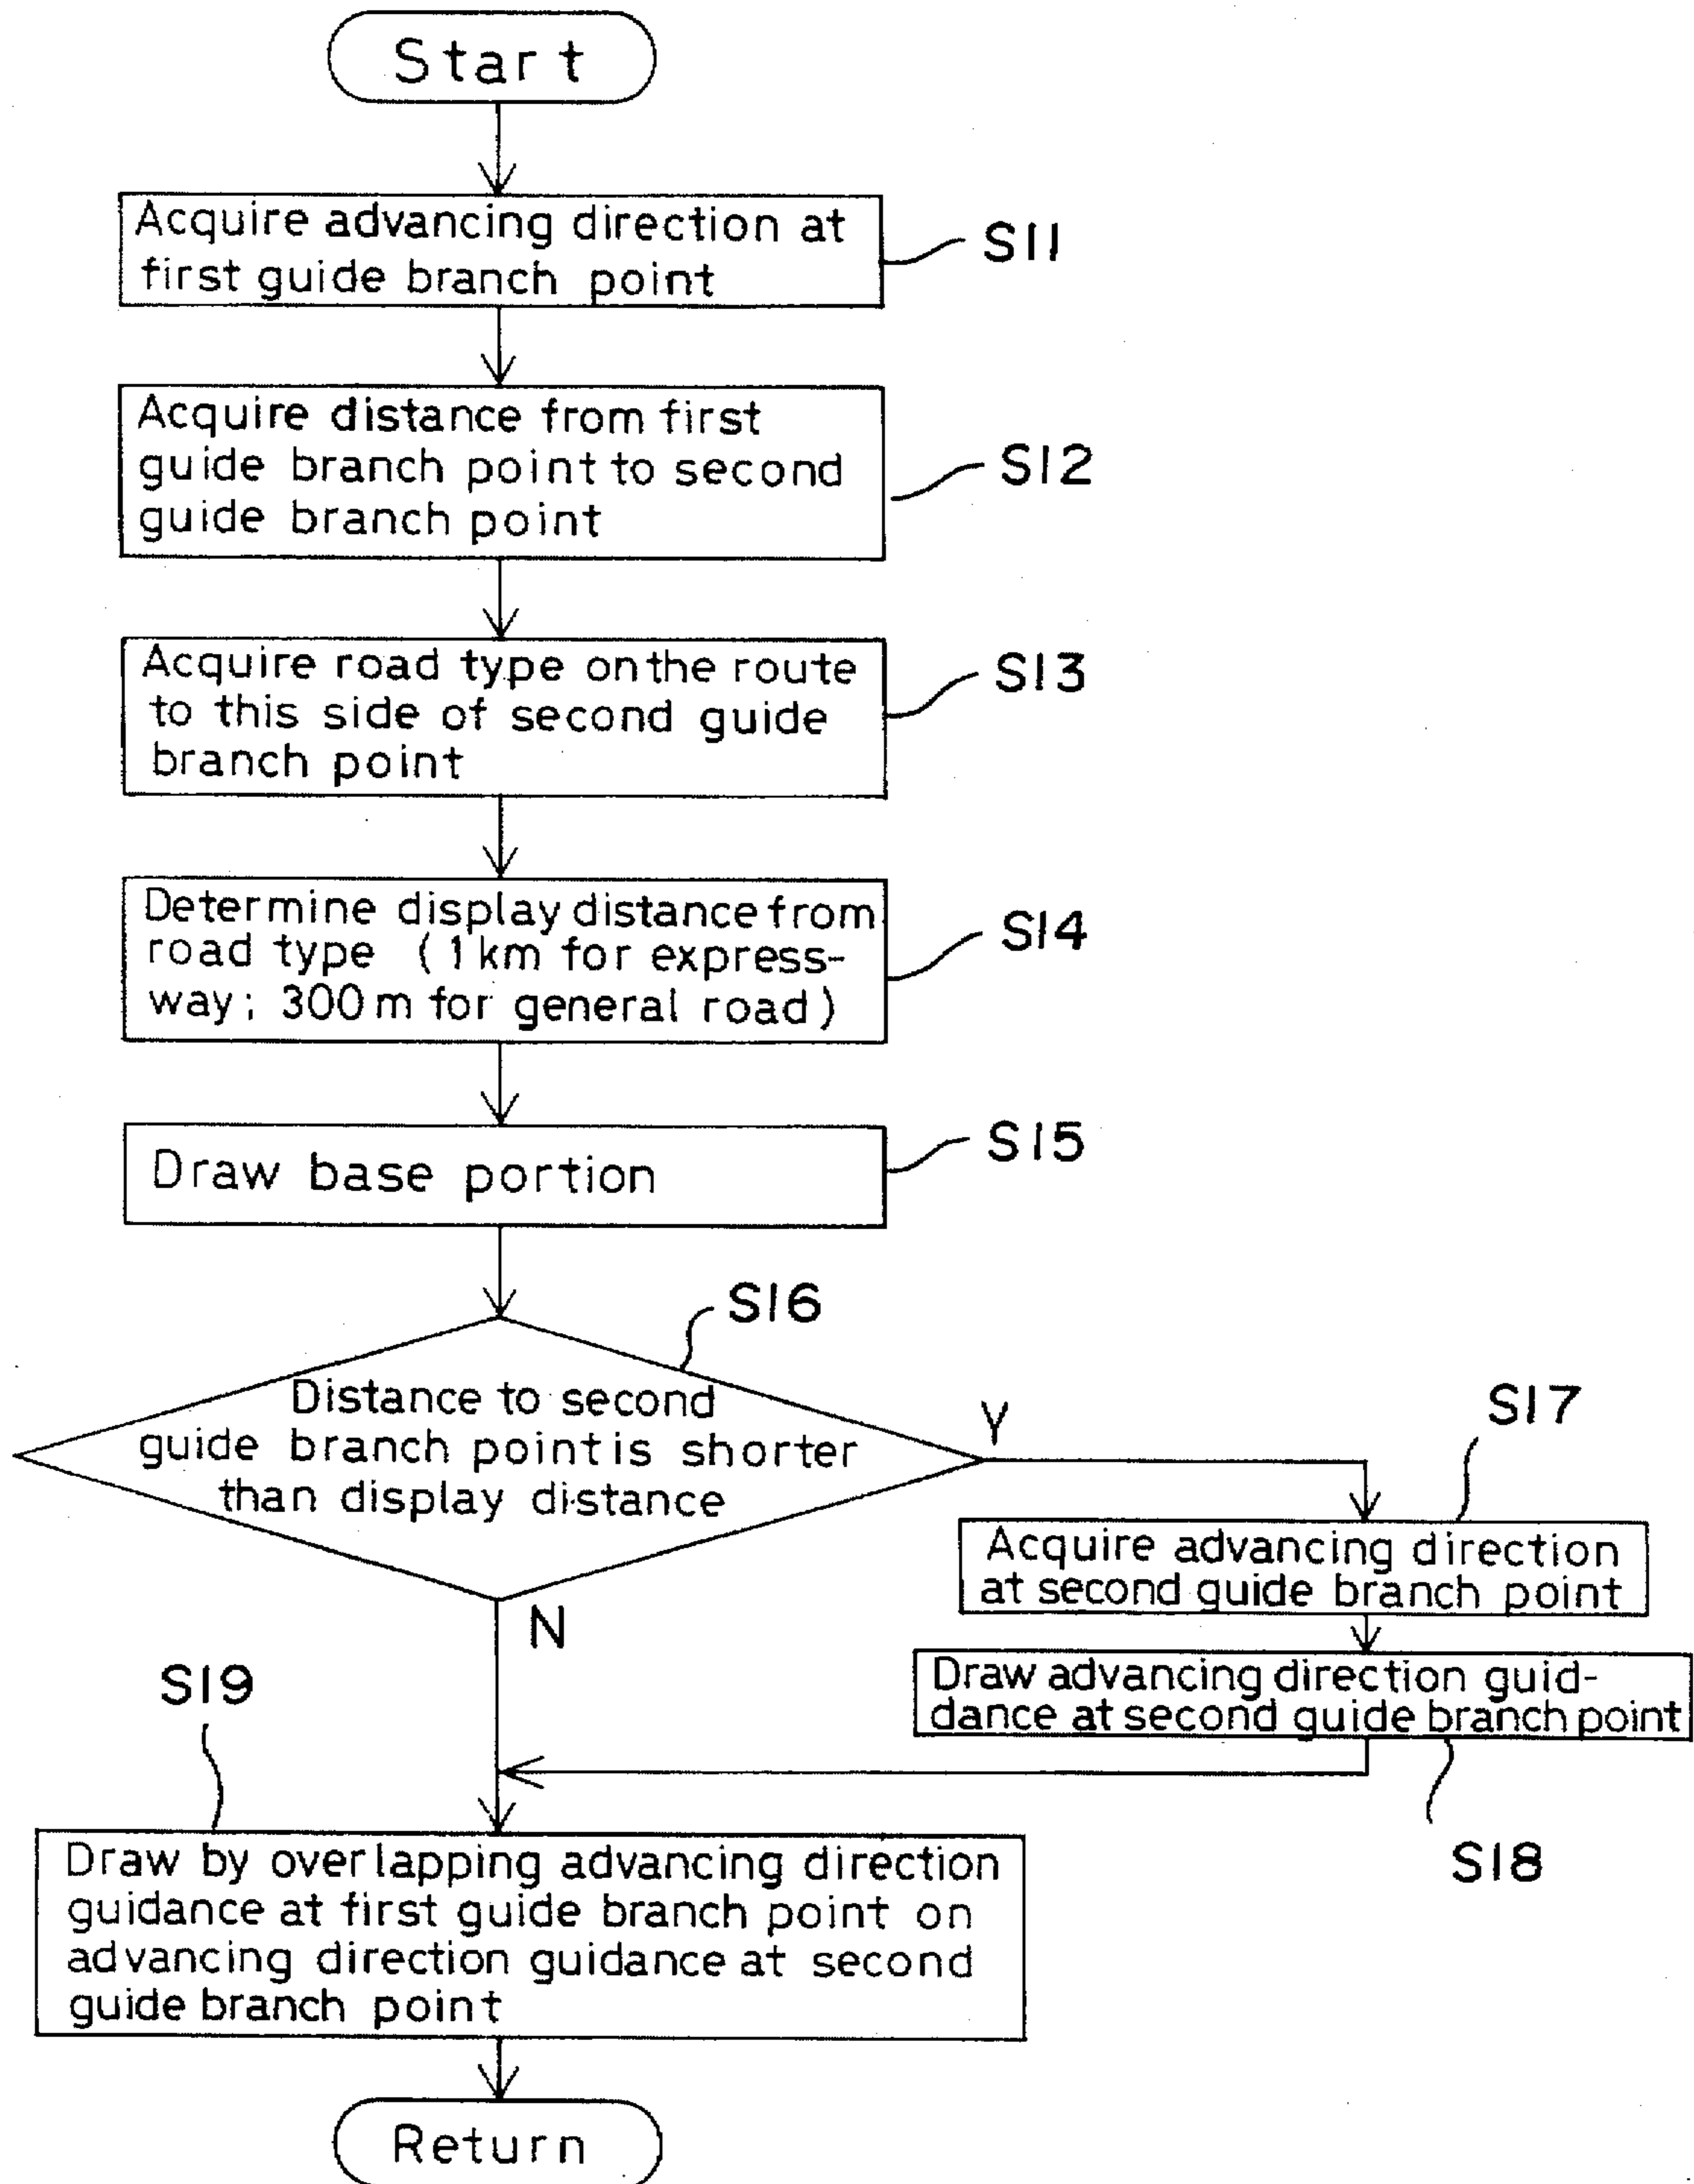 Start
Acquire advancing direction at
first guide branch point
S11
Acquire distance from first
guide branch point to second
guide branch point
S12
Acquire road type on the route
to this side of second guide
branch point
S13
Determine display distance from
road type (1km for express-
way; 300m for general road)
S14
Draw base portion
S15
S16
Distance to second
guide branch point is shorter
than display distance
Y
N
S17
Acquire advancing direction
at second guide branch point
Draw advancing direction gui-
dance at second guide branch point
S18
S19
Draw by overlapping advancing direction
guidance at first guide branch point on
advancing direction guidance at second
guide branch point
Return